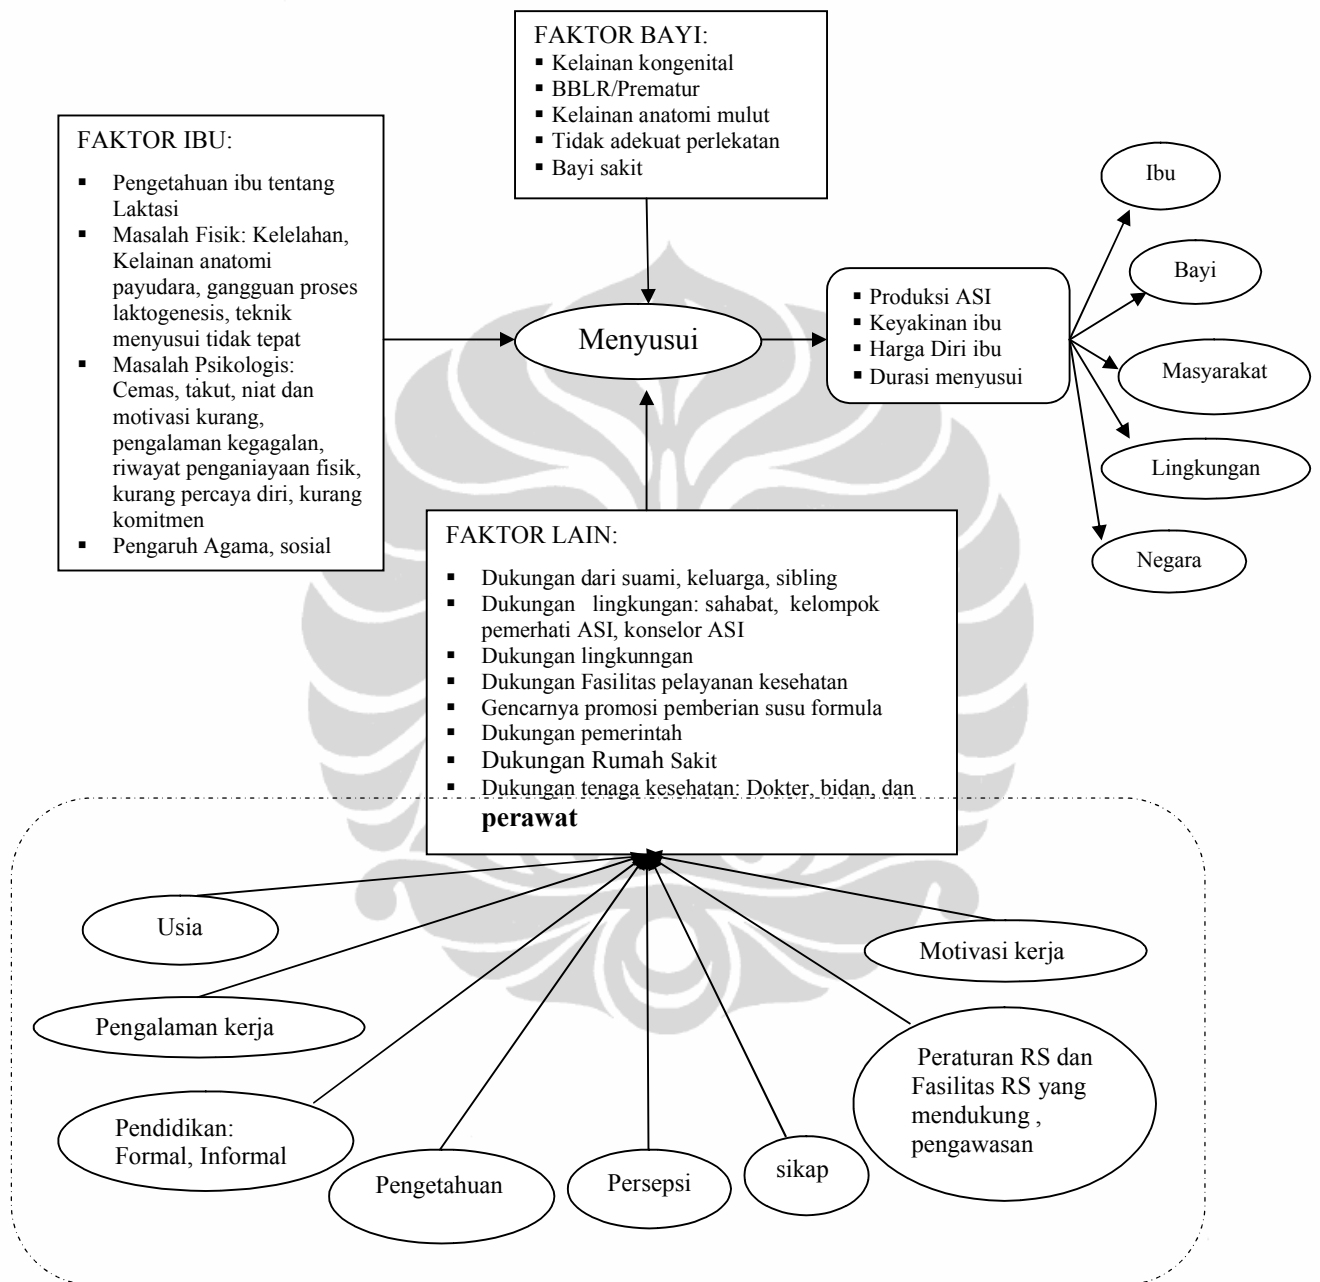 FAKTOR BAYI:
▪ Kelainan kongenital
▪ BBLR/Prematur
▪ Kelainan anatomi mulut
▪ Tidak adekuat perlekatan
▪ Bayi sakit
FAKTOR IBU:
▪ Pengetahuan ibu tentang
Laktasi
▪ Masalah Fisik: Kelelahan,
Kelainan anatomi
payudara, gangguan proses
laktogenesis, teknik
menyusui tidak tepat
▪ Masalah Psikologis:
Cemas, takut, niat dan
motivasi kurang,
pengalaman kegagalan,
riwayat penganiayaan fisik,
kurang percaya diri, kurang
komitmen
▪ Pengaruh Agama, sosial
Menyusui
▪ Produksi ASI
▪ Keyakinan ibu
▪ Harga Diri ibu
▪ Durasi menyusui
Ibu
Bayi
Masyarakat
Lingkungan
Negara
FAKTOR LAIN:
▪ Dukungan dari suami, keluarga, sibling
▪ Dukungan lingkungan: sahabat, kelompok
pemerhati ASI, konselor ASI
▪ Dukungan lingkunngan
▪ Dukungan Fasilitas pelayanan kesehatan
▪ Gencarnya promosi pemberian susu formula
▪ Dukungan pemerintah
▪ Dukungan Rumah Sakit
▪ Dukungan tenaga kesehatan: Dokter, bidan, dan
perawat
Usia
Pengalaman kerja
Pendidikan:
Formal, Informal
Pengetahuan
Persepsi
sikap
Peraturan RS dan
Fasilitas RS yang
mendukung ,
pengawasan
Motivasi kerja